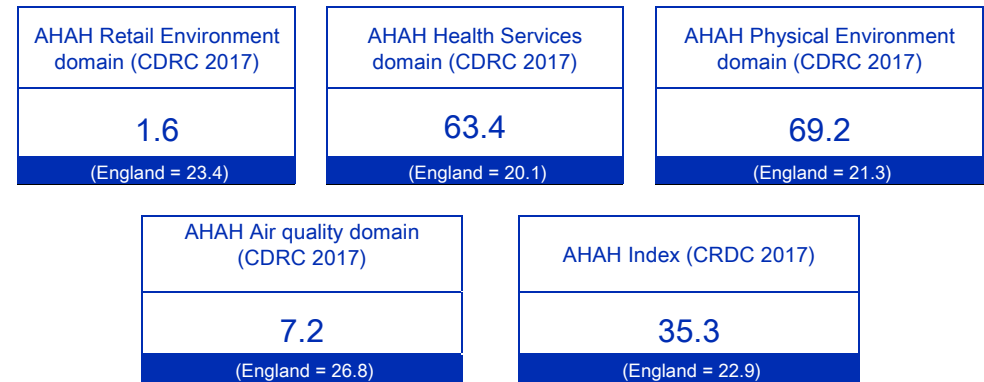 AHAH Retail Environment
domain (CDRC 2017)
1.6
(England = 23.4)
AHAH Health Services
domain (CDRC 2017)
63.4
(England = 20.1)
AHAH Physical Environment
domain (CDRC 2017)
69.2
(England = 21.3)
AHAH Air quality domain
(CDRC 2017)
7.2
(England = 26.8)
AHAH Index (CRDC 2017)
35.3
(England = 22.9)